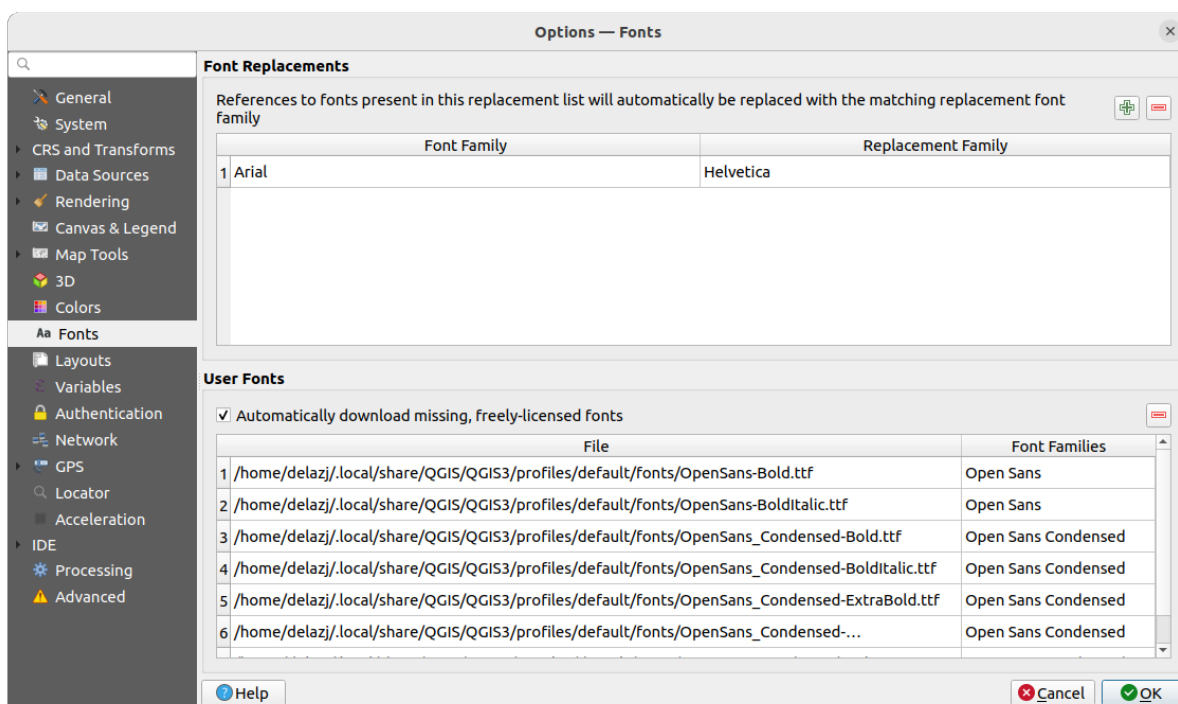 Options — Fonts
General
System
CRS and Transforms
Data Sources
Rendering
Canvas & Legend
Map Tools
3D
Colors
Aa Fonts
Layouts
Variables
Authentication
Network
GPS
Locator
Acceleration
IDE
Processing
Advanced
Font Replacements
References to fonts present in this replacement list will automatically be replaced with the matching replacement font
family
Font Family Replacement Family
1 Arial Helvetica
User Fonts
Automatically download missing, freely-licensed fonts
File Font Families
1 /home/delazj/.local/share/QGIS/QGIS3/profiles/default/fonts/OpenSans-Bold.ttf Open Sans
2 /home/delazj/.local/share/QGIS/QGIS3/profiles/default/fonts/OpenSans-BoldItalic.ttf Open Sans
3 /home/delazj/.local/share/QGIS/QGIS3/profiles/default/fonts/OpenSans_Condensed-Bold.ttf Open Sans Condensed
4 /home/delazj/.local/share/QGIS/QGIS3/profiles/default/fonts/OpenSans_Condensed-BoldItalic.ttf Open Sans Condensed
5 /home/delazj/.local/share/QGIS/QGIS3/profiles/default/fonts/OpenSans_Condensed-ExtraBold.ttf Open Sans Condensed
6 /home/delazj/.local/share/QGIS/QGIS3/profiles/default/fonts/OpenSans_Condensed-... Open Sans Condensed
Help Cancel OK